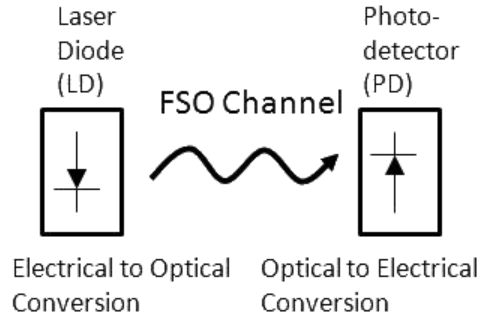 Laser
Diode
(LD)
Photo-
detector
(PD)
FSO Channel
Electrical to Optical
Conversion
Optical to Electrical
Conversion